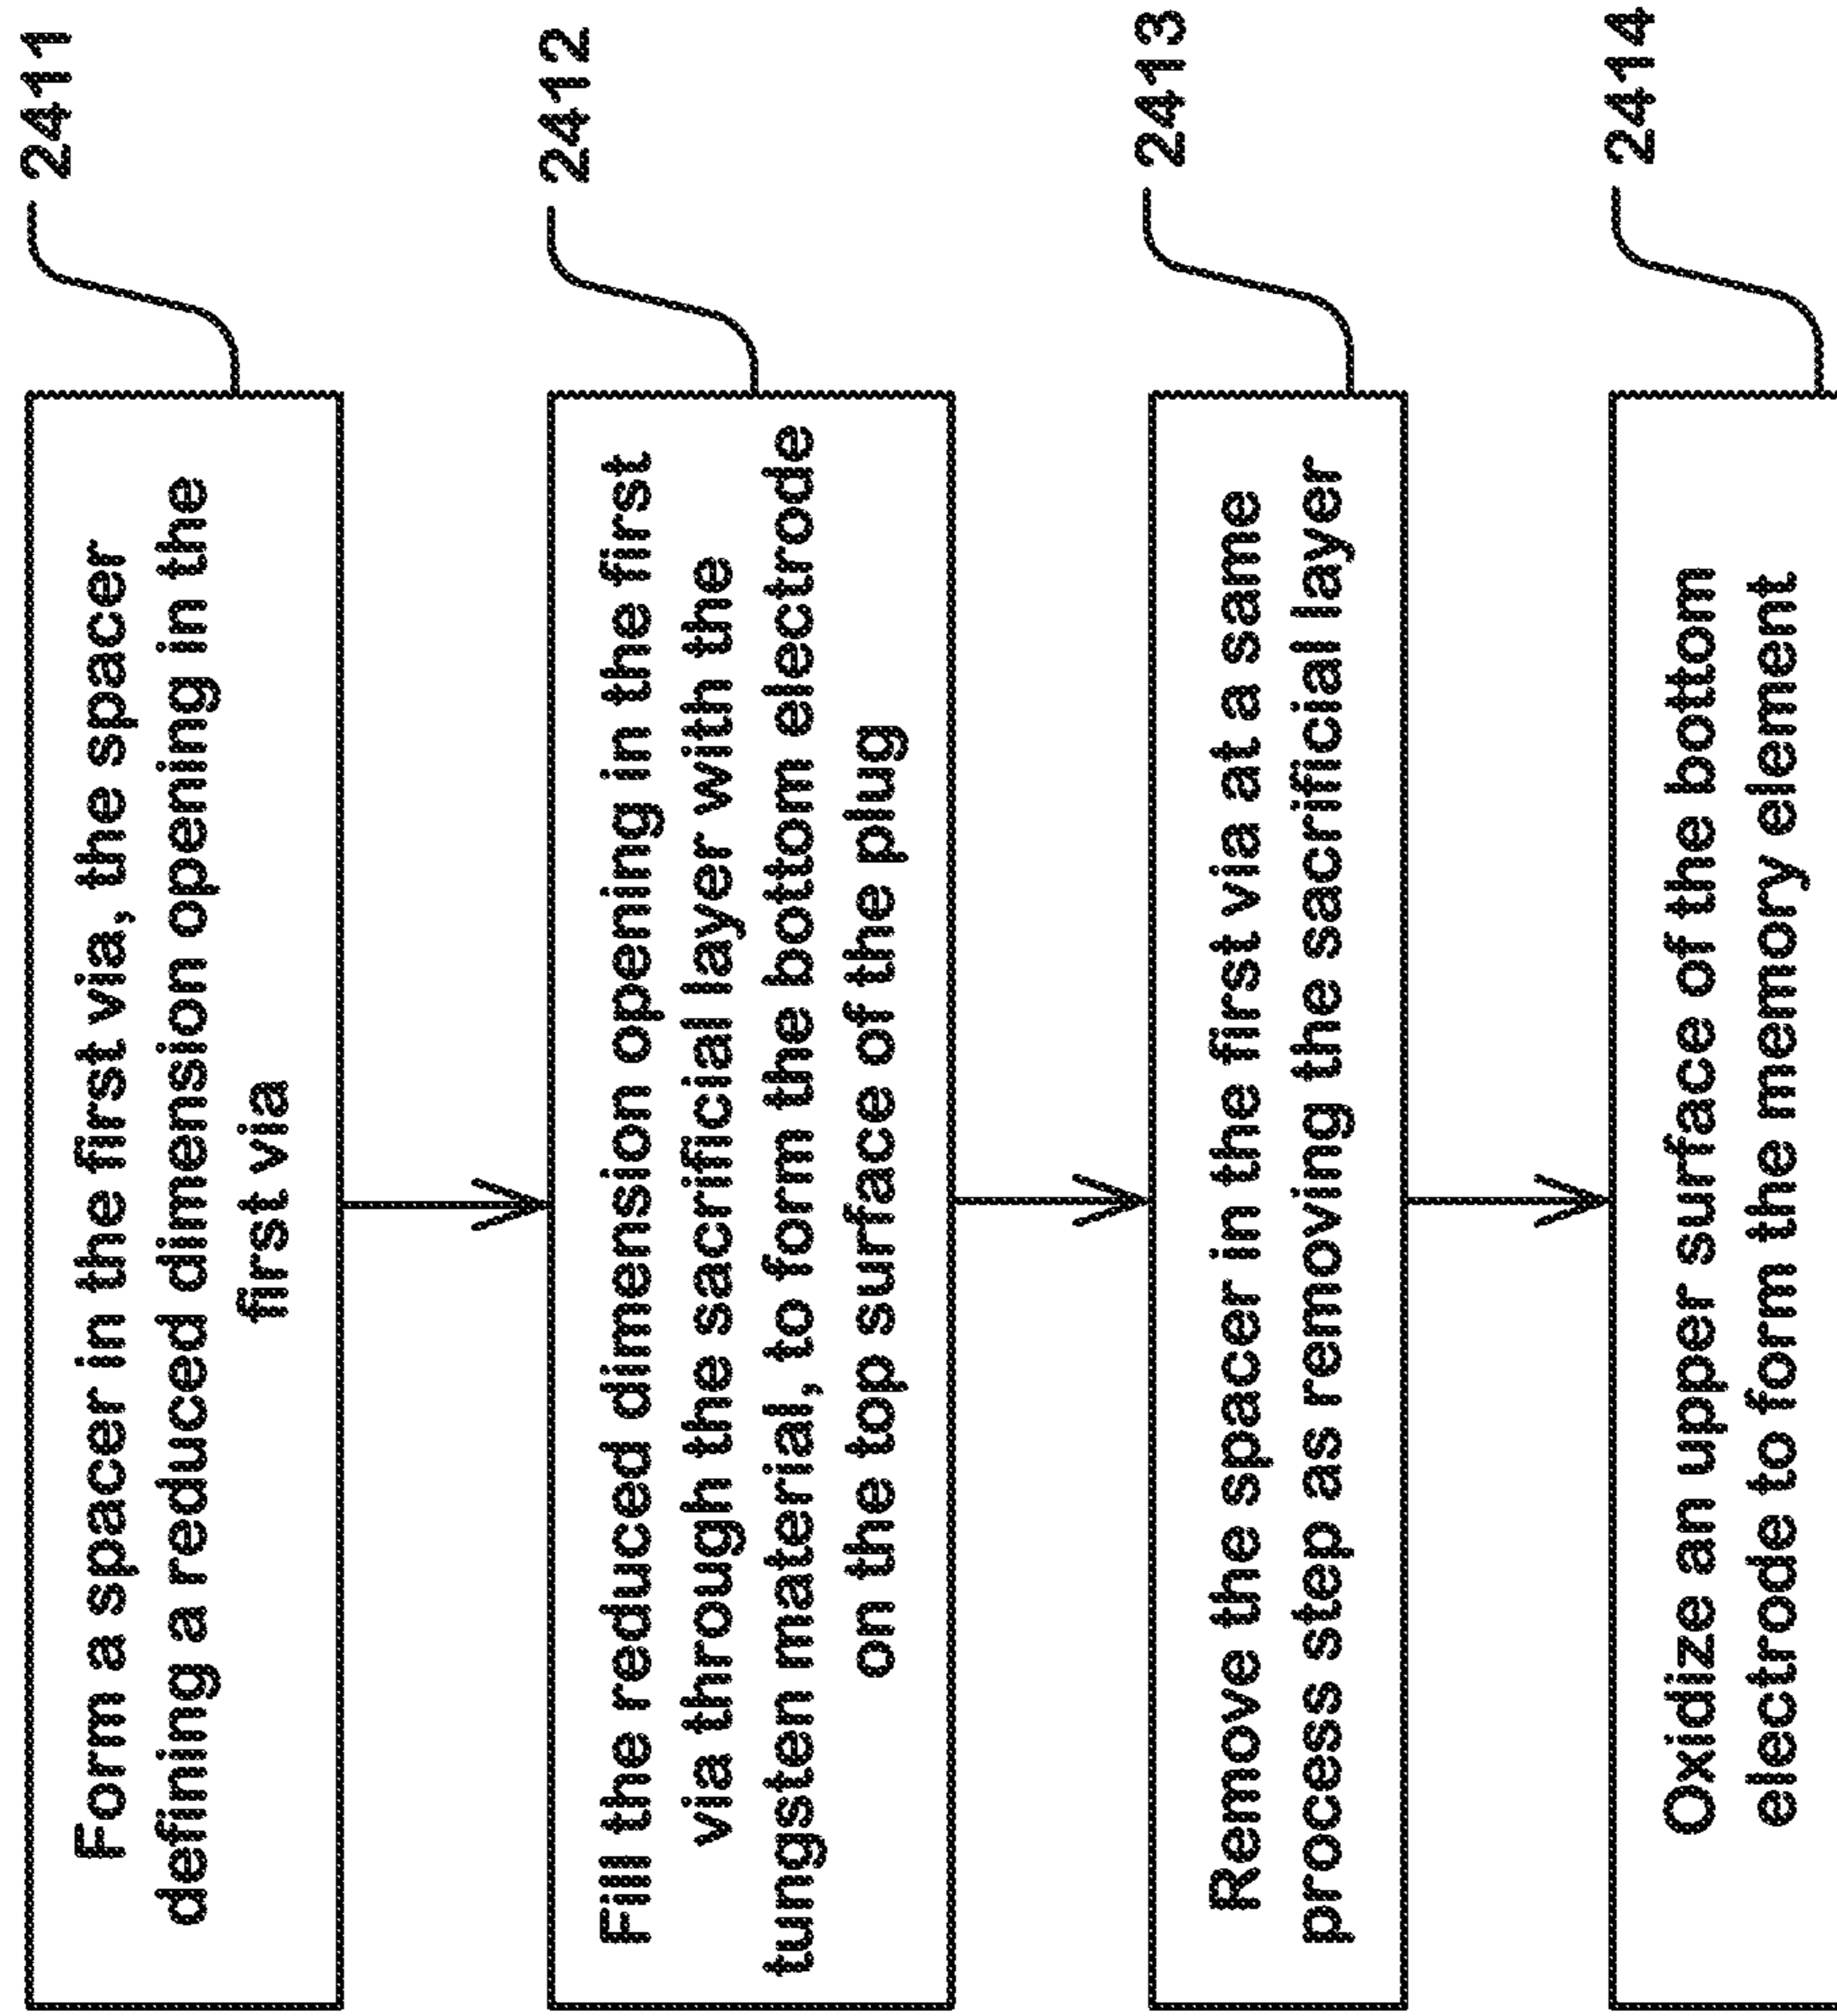 Form a spacer in the first via, the spacer
defining a reduced dimension opening in the
first via
2411
Fill the reduced dimension opening in the first
via through the sacrificial layer with the
tungsten material, to form the bottom electrode
on the top surface of the plug
2412
Remove the spacer in the first via at a same
process step as removing the sacrificial layer
2413
Oxidize an upper surface of the bottom
electrode to form the memory element
2414